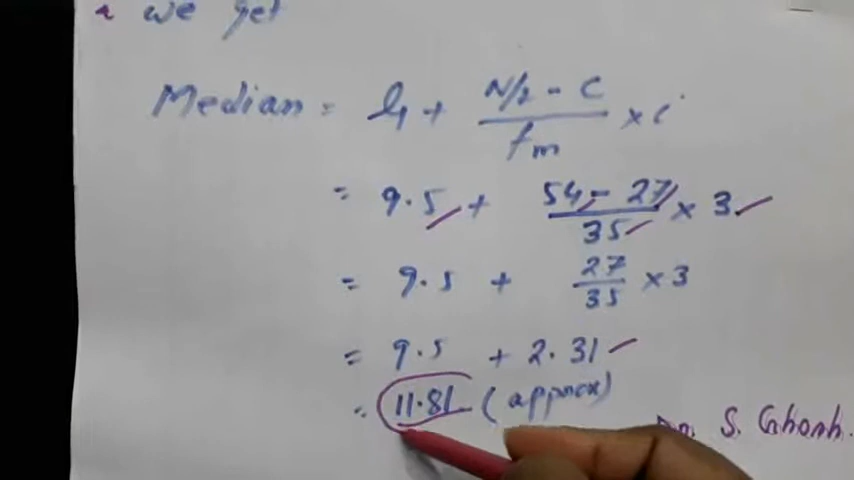 we get
Median = l₁ + (N/2 - C)/fm × i
= 9.5 + (54 - 27)/35 × 3
= 9.5 + 27/35 × 3
= 9.5 + 2.31
= 11.81 (approx)
Dr. S. Ghosh.